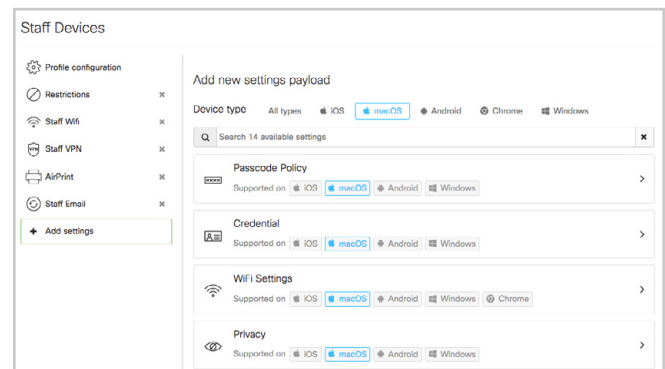 Staff Devices
Profile configuration
Restrictions
Staff Wifi
Staff VPN
AirPrint
Staff Email
+ Add settings
Add new settings payload
Device type All types iOS macOS Android Chrome Windows
Search 14 available settings
Passcode Policy
Supported on iOS macOS Android Windows
Credential
Supported on iOS macOS Android Windows
WiFi Settings
Supported on iOS macOS Android Windows Chrome
Privacy
Supported on iOS macOS Android Windows